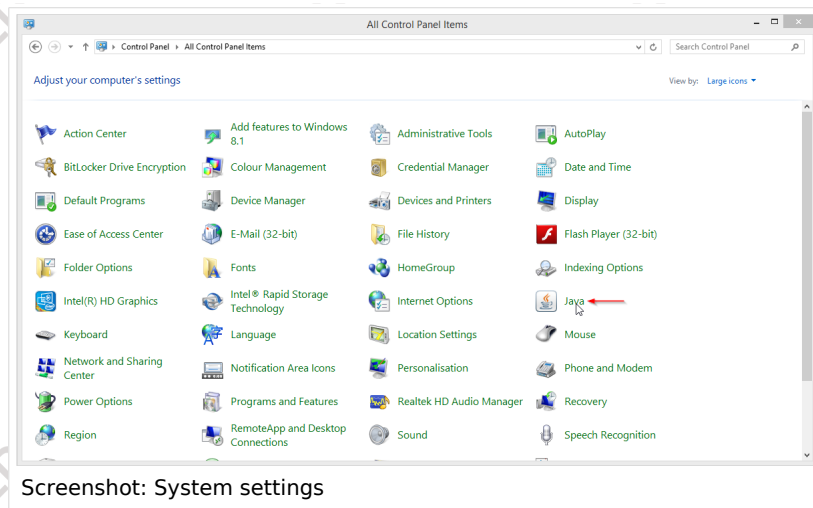 All Control Panel Items
Control Panel All Control Panel Items Search Control Panel
Adjust your computer's settings View by: Large icons
Action Center Add features to Windows 8.1 Administrative Tools AutoPlay
BitLocker Drive Encryption Colour Management Credential Manager Date and Time
Default Programs Device Manager Devices and Printers Display
Ease of Access Center E-Mail (32-bit) File History Flash Player (32-bit)
Folder Options Fonts HomeGroup Indexing Options
Intel(R) HD Graphics Intel® Rapid Storage Technology Internet Options Java
Keyboard Language Location Settings Mouse
Network and Sharing Center Notification Area Icons Personalisation Phone and Modem
Power Options Programs and Features Realtek HD Audio Manager Recovery
Region RemoteApp and Desktop Connections Sound Speech Recognition
Screenshot: System settings